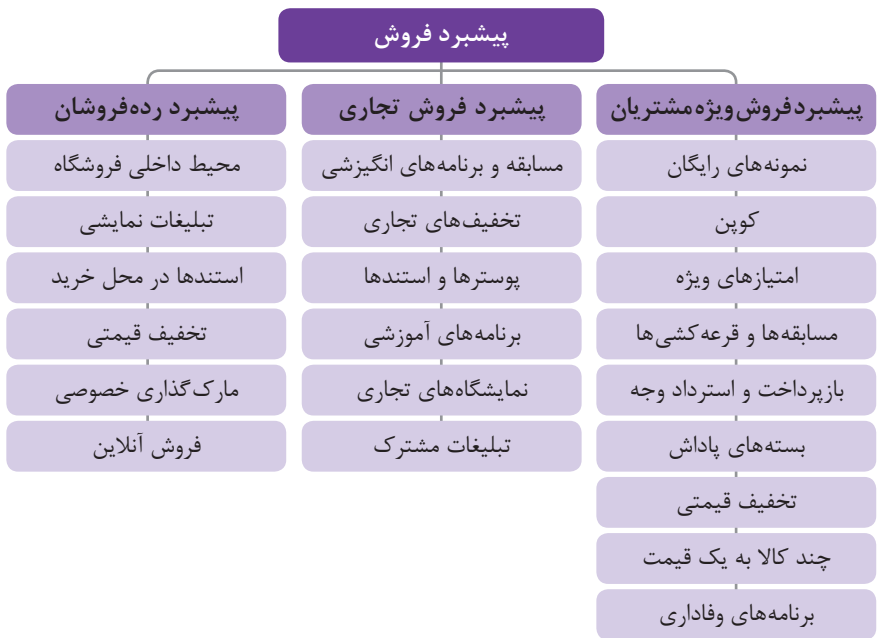 پیشبرد فروش
پیشبردفروش‌ویژه‌مشتریان
نمونه‌های رایگان
کوپن
امتیازهای ویژه
مسابقه‌ها و قرعه‌کشی‌ها
بازپرداخت و استرداد وجه
بسته‌های پاداش
تخفیف قیمتی
چند کالا به یک قیمت
برنامه‌های وفاداری
پیشبرد فروش تجاری
مسابقه و برنامه‌های انگیزشی
تخفیف‌های تجاری
پوسترها و استندها
برنامه‌های آموزشی
نمایشگاه‌های تجاری
تبلیغات مشترک
پیشبرد رده‌فروشان
محیط داخلی فروشگاه
تبلیغات نمایشی
استندها در محل خرید
تخفیف قیمتی
مارک‌گذاری خصوصی
فروش آنلاین